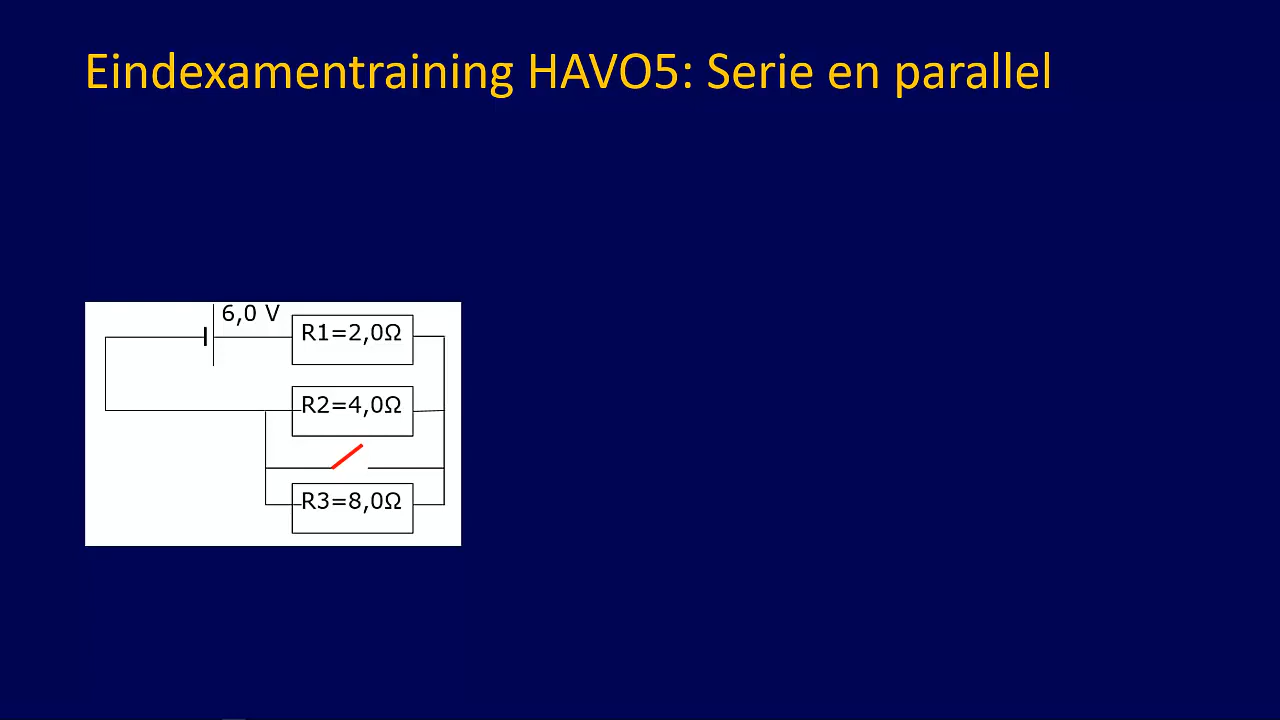 Eindexamentraining HAVO5: Serie en parallel
6,0 V
R1=2,0Ω
R2=4,0Ω
R3=8,0Ω